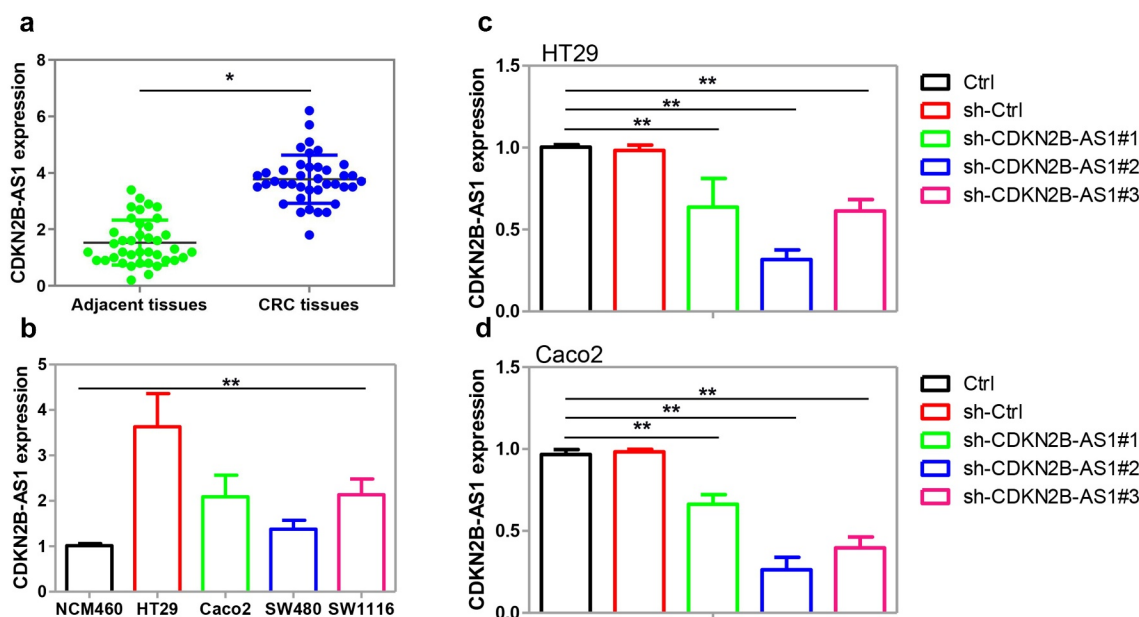 a
CDKN2B-AS1 expression
8
6
4
2
0
*
Adjacent tissues
CRC tissues
b
CDKN2B-AS1 expression
5
4
3
2
1
0
**
NCM460
HT29
Caco2
SW480
SW1116
c
HT29
CDKN2B-AS1 expression
1.5
1.0
0.5
0.0
**
**
**
Ctrl
sh-Ctrl
sh-CDKN2B-AS1#1
sh-CDKN2B-AS1#2
sh-CDKN2B-AS1#3
d
Caco2
CDKN2B-AS1 expression
1.5
1.0
0.5
0.0
**
**
**
Ctrl
sh-Ctrl
sh-CDKN2B-AS1#1
sh-CDKN2B-AS1#2
sh-CDKN2B-AS1#3